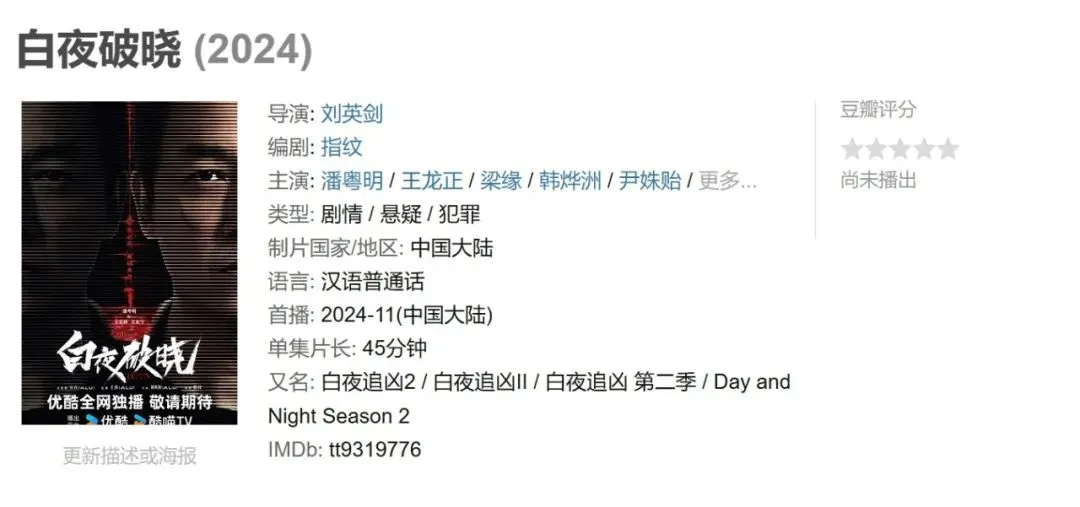 白夜破晓 (2024)
导演: 刘英剑
编剧: 指纹
主演: 潘粤明 / 王龙正 / 梁缘 / 韩烨洲 / 尹姝贻 / 更多...
类型: 剧情 / 悬疑 / 犯罪
制片国家/地区: 中国大陆
语言: 汉语普通话
首播: 2024-11(中国大陆)
单集片长: 45分钟
又名: 白夜追凶2 / 白夜追凶II / 白夜追凶 第二季 / Day and
Night Season 2
IMDb: tt9319776
豆瓣评分
尚未播出
白夜破晓
优酷全网独播 敬请期待
优酷 酷喵TV
更新描述或海报